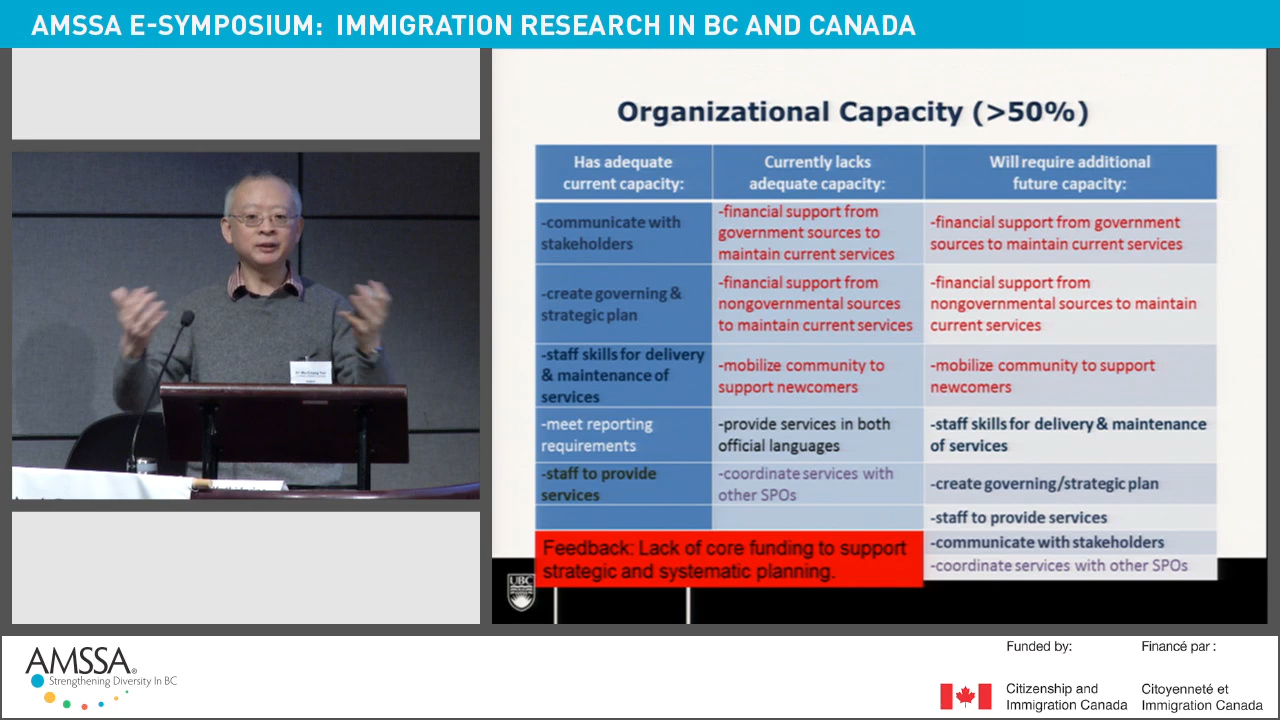 AMSSA E-SYMPOSIUM: IMMIGRATION RESEARCH IN BC AND CANADA
Organizational Capacity (>50%)
Has adequate
current capacity:
Currently lacks
adequate capacity:
Will require additional
future capacity:
-communicate with
stakeholders
-financial support from
government sources to
maintain current services
-financial support from government
sources to maintain current services
-create governing &
strategic plan
-financial support from
nongovernmental sources
to maintain current services
-financial support from
nongovernmental sources to maintain
current services
-staff skills for delivery
& maintenance of
services
-mobilize community to
support newcomers
-mobilize community to support
newcomers
-meet reporting
requirements
-provide services in both
official languages
-staff skills for delivery & maintenance
of services
-staff to provide
services
-coordinate services with
other SPOs
-create governing/strategic plan
-staff to provide services
-communicate with stakeholders
-coordinate services with other SPOs
Feedback: Lack of core funding to support
strategic and systematic planning.
UBC
AMSSA®
Strengthening Diversity In BC
Funded by:
Citizenship and
Immigration Canada
Financé par :
Citoyenneté et
Immigration Canada